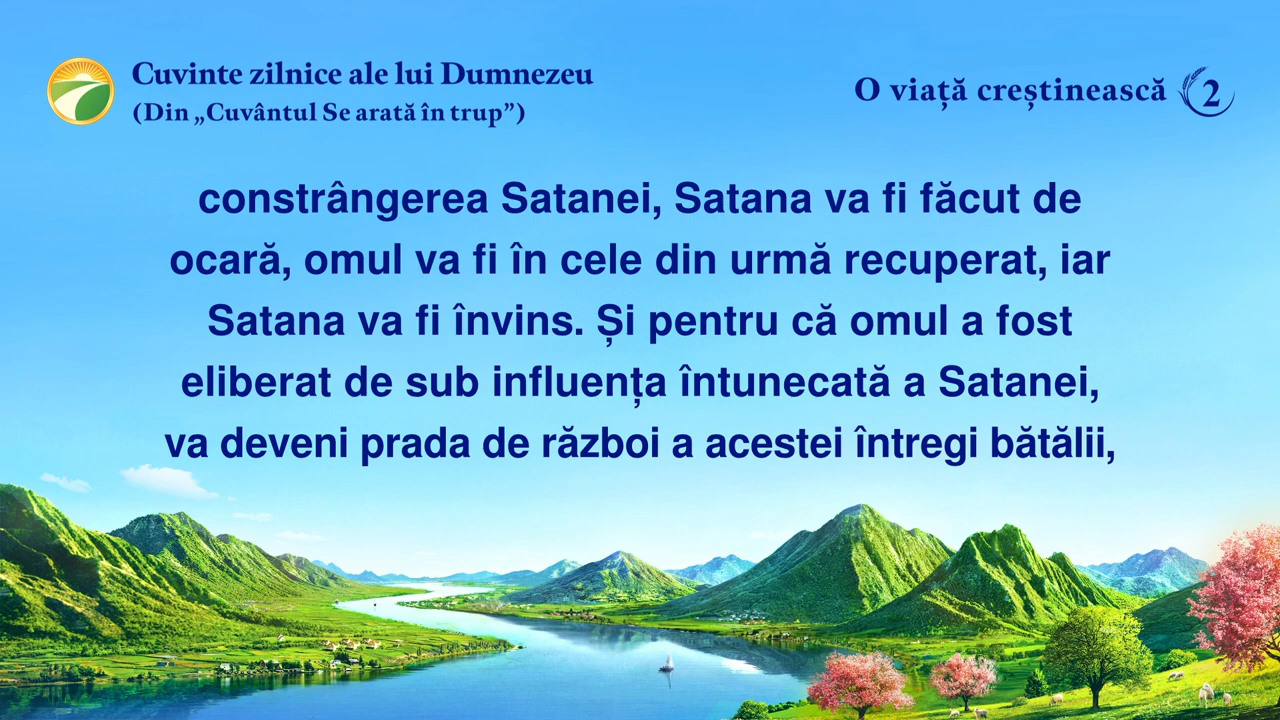 Cuvinte zilnice ale lui Dumnezeu
(Din „Cuvântul Se arată în trup”)
O viață creștinească 2
constrângerea Satanei, Satana va fi făcut de
ocară, omul va fi în cele din urmă recuperat, iar
Satana va fi învins. Și pentru că omul a fost
eliberat de sub influența întunecată a Satanei,
va deveni prada de război a acestei întregi bătălii,